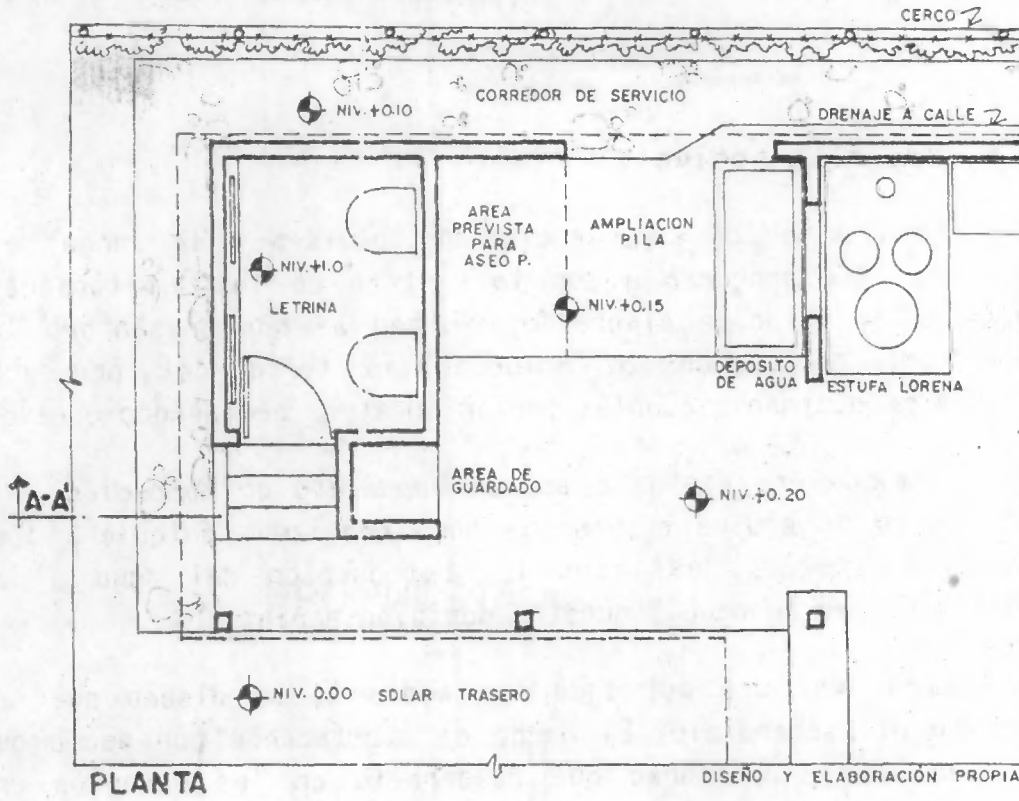 CERCO
CORREDOR DE SERVICIO
NIV.+0.10
DRENAJE A CALLE
AREA
PREVISTA
PARA
ASEO P.
AMPLIACION
PILA
NIV.+1.0
LETRINA
NIV.+0.15
DEPOSITO
DE AGUA
ESTUFA LORENA
AREA DE
GUARDADO
A-A'
NIV.+0.20
NIV. 0.00 SOLAR TRASERO
PLANTA
DISEÑO Y ELABORACIÓN PROPIA